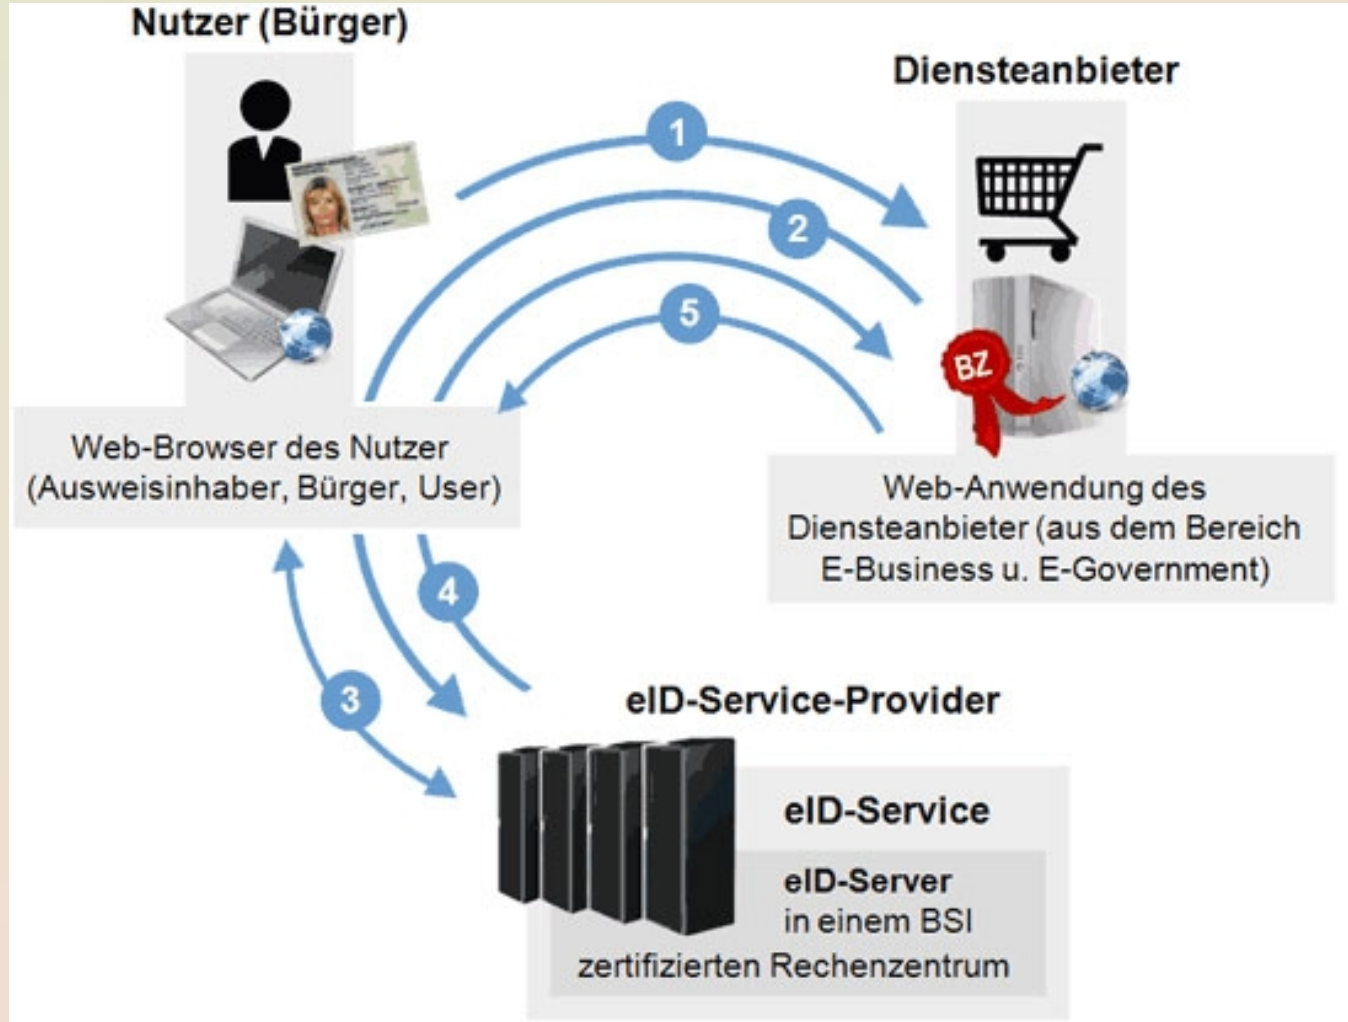 Nutzer (Bürger)
Diensteanbieter
1
2
5
BZ
Web-Browser des Nutzer
(Ausweisinhaber, Bürger, User)
Web-Anwendung des
Diensteanbieter (aus dem Bereich
E-Business u. E-Government)
4
3
eID-Service-Provider
eID-Service
eID-Server
in einem BSI
zertifizierten Rechenzentrum